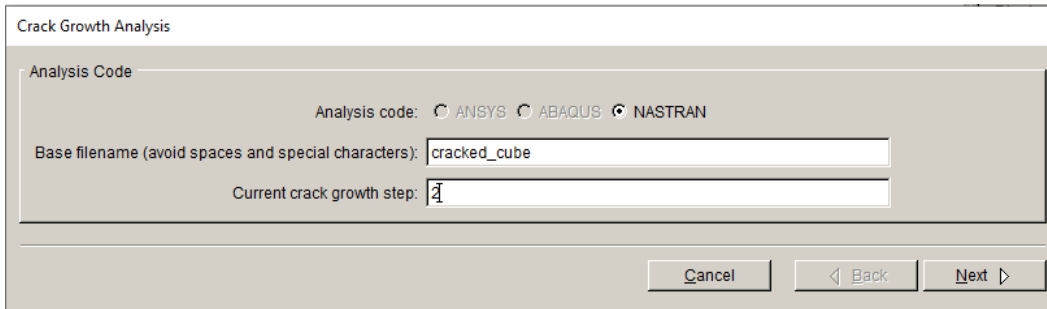 Crack Growth Analysis
Analysis Code
Analysis code: ANSYS ABAQUS NASTRAN
Base filename (avoid spaces and special characters): cracked_cube
Current crack growth step: 2
Cancel Back Next